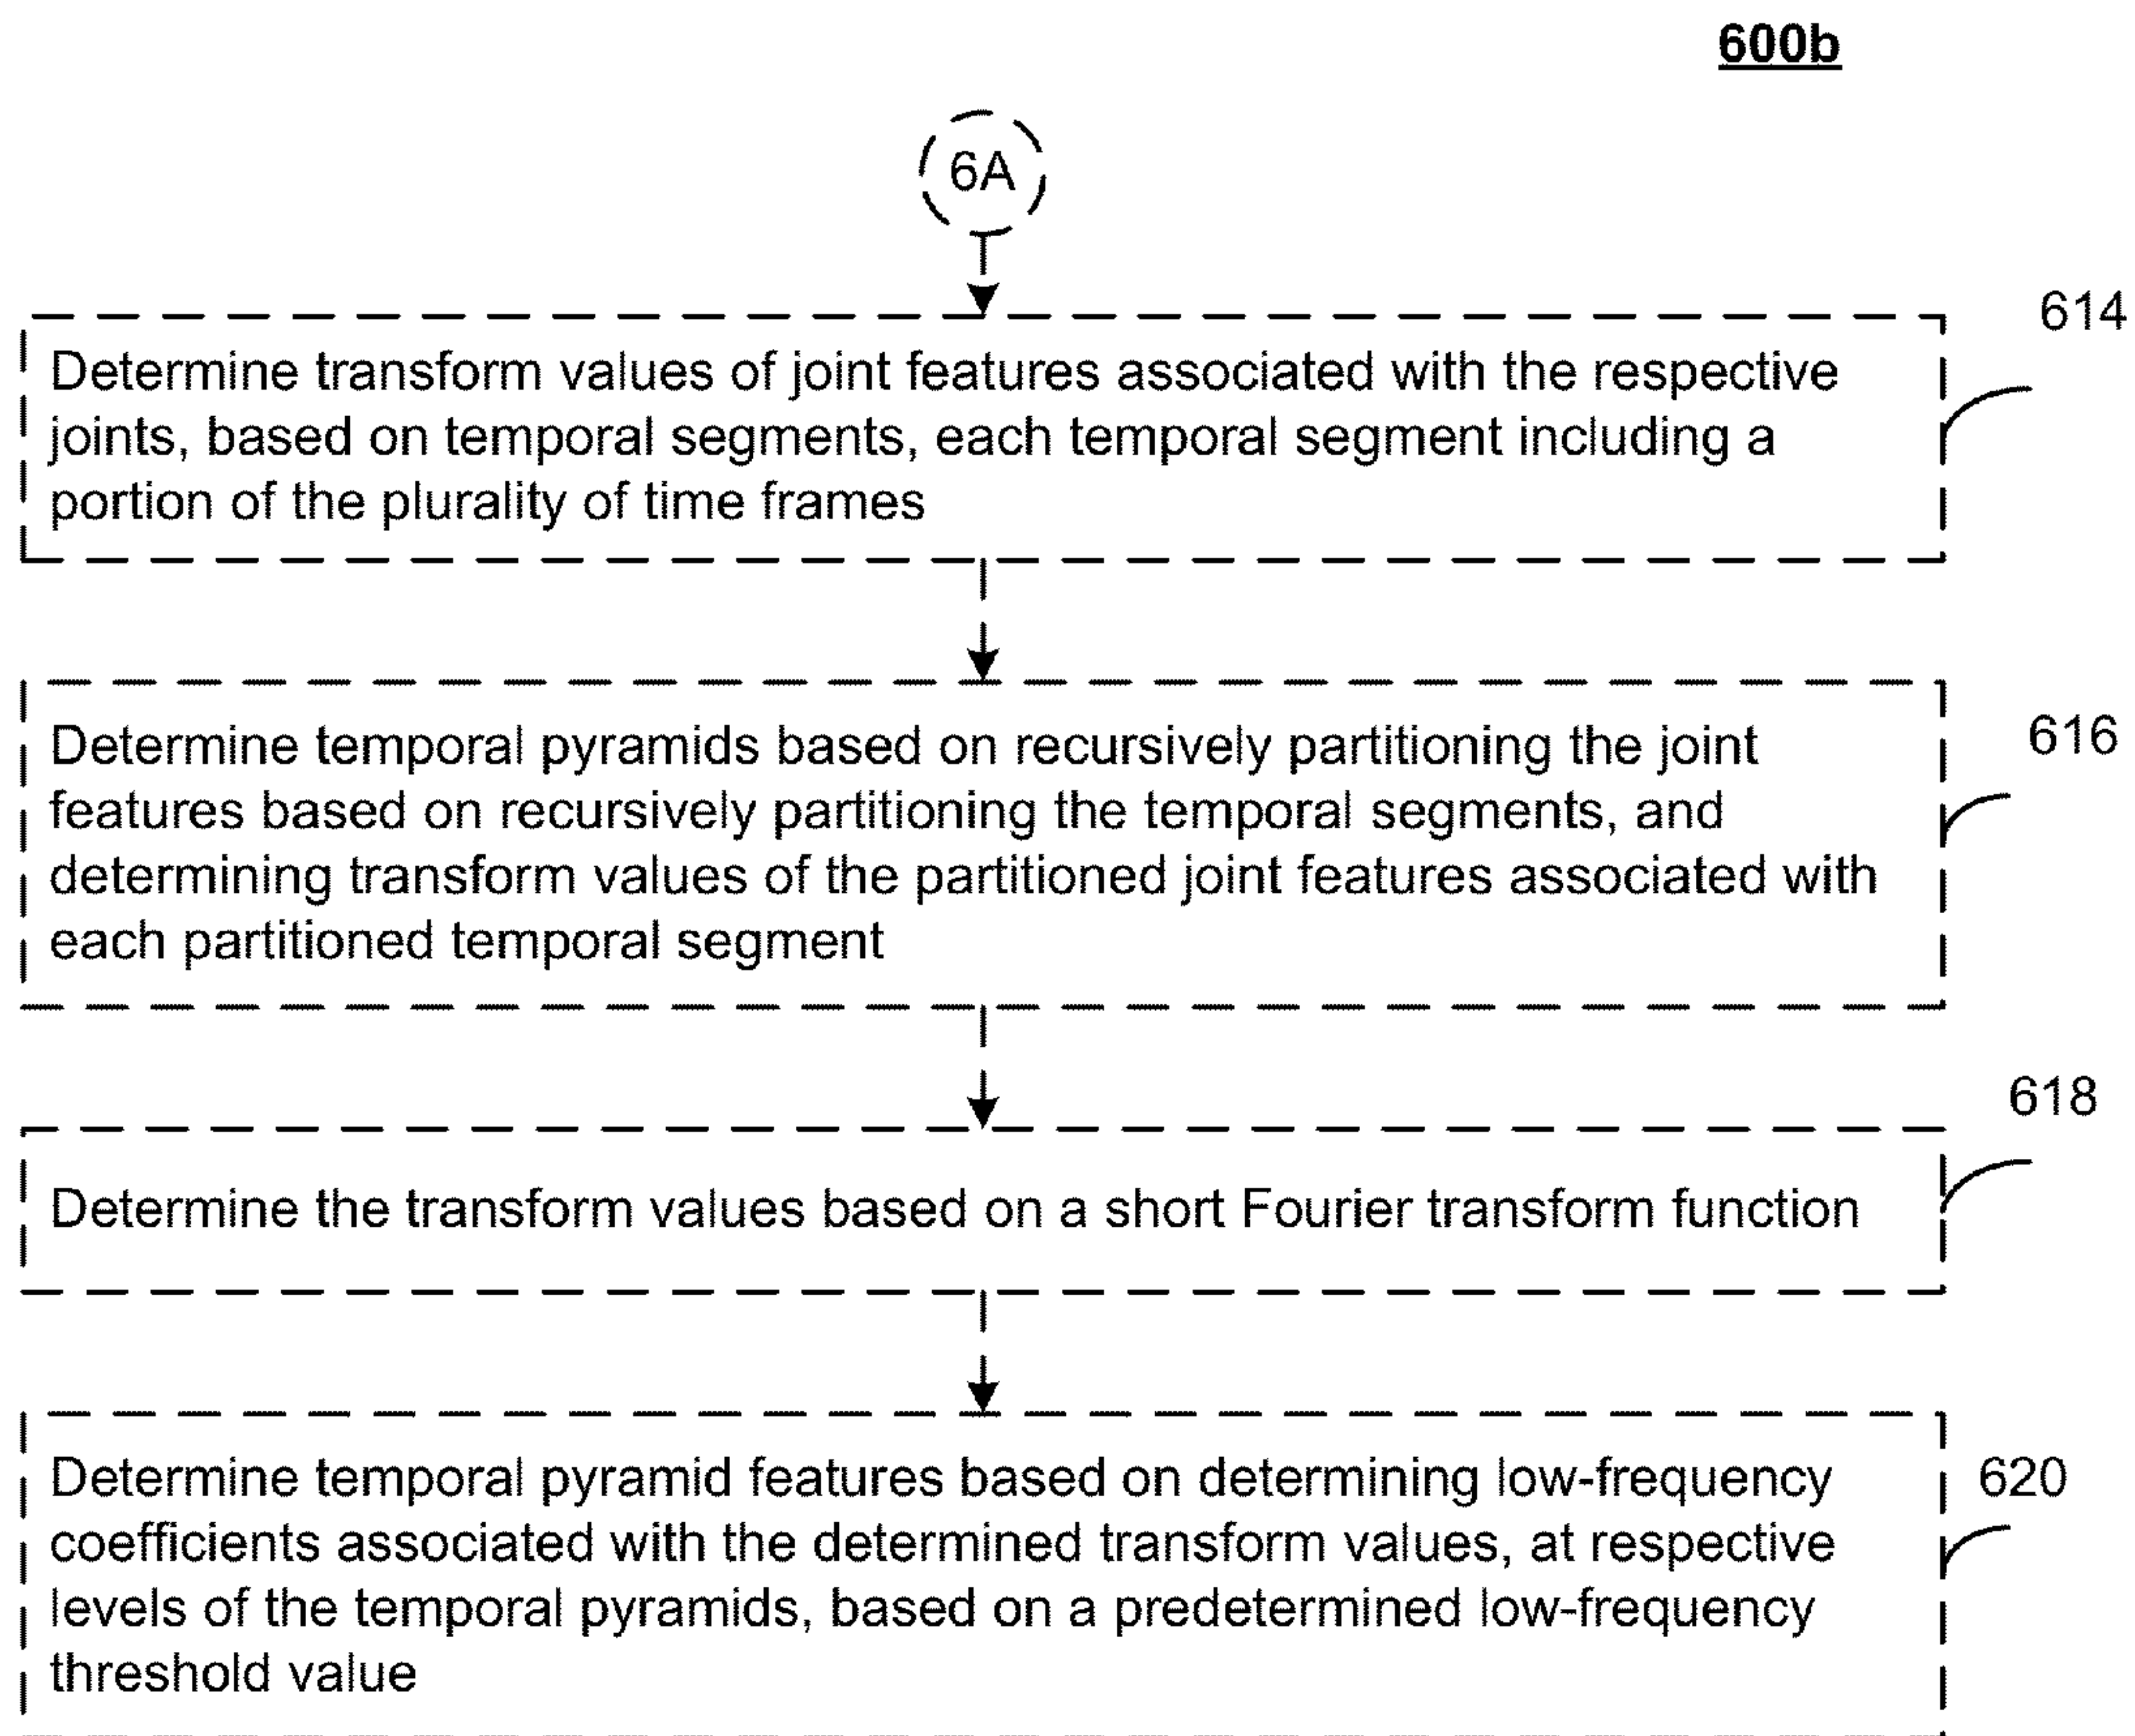 600b
6A
614
Determine transform values of joint features associated with the respective
joints, based on temporal segments, each temporal segment including a
portion of the plurality of time frames
616
Determine temporal pyramids based on recursively partitioning the joint
features based on recursively partitioning the temporal segments, and
determining transform values of the partitioned joint features associated with
each partitioned temporal segment
618
Determine the transform values based on a short Fourier transform function
620
Determine temporal pyramid features based on determining low-frequency
coefficients associated with the determined transform values, at respective
levels of the temporal pyramids, based on a predetermined low-frequency
threshold value